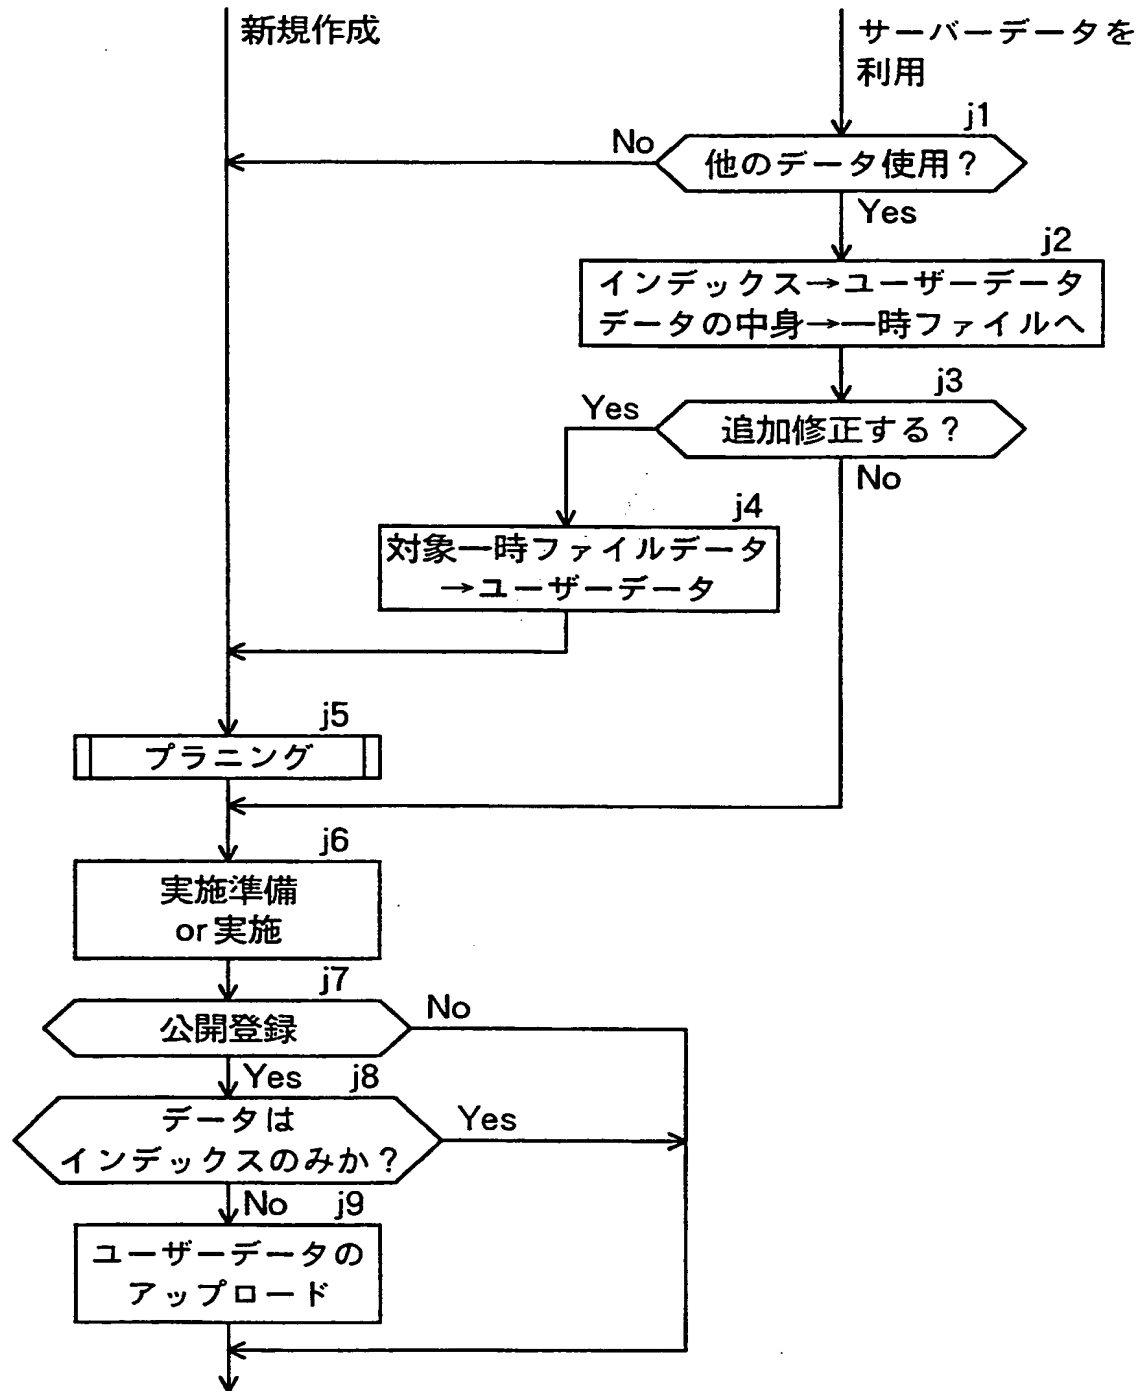 新規作成
サーバーデータを
利用
j1
No
他のデータ使用?
Yes
j2
インデックス→ユーザーデータ
データの中身→一時ファイルへ
j3
Yes
追加修正する?
No
j4
対象一時ファイルデータ
→ユーザーデータ
j5
プラニング
j6
実施準備
or実施
j7
No
公開登録
Yes
j8
データは
Yes
インデックスのみか?
No
j9
ユーザーデータの
アップロード